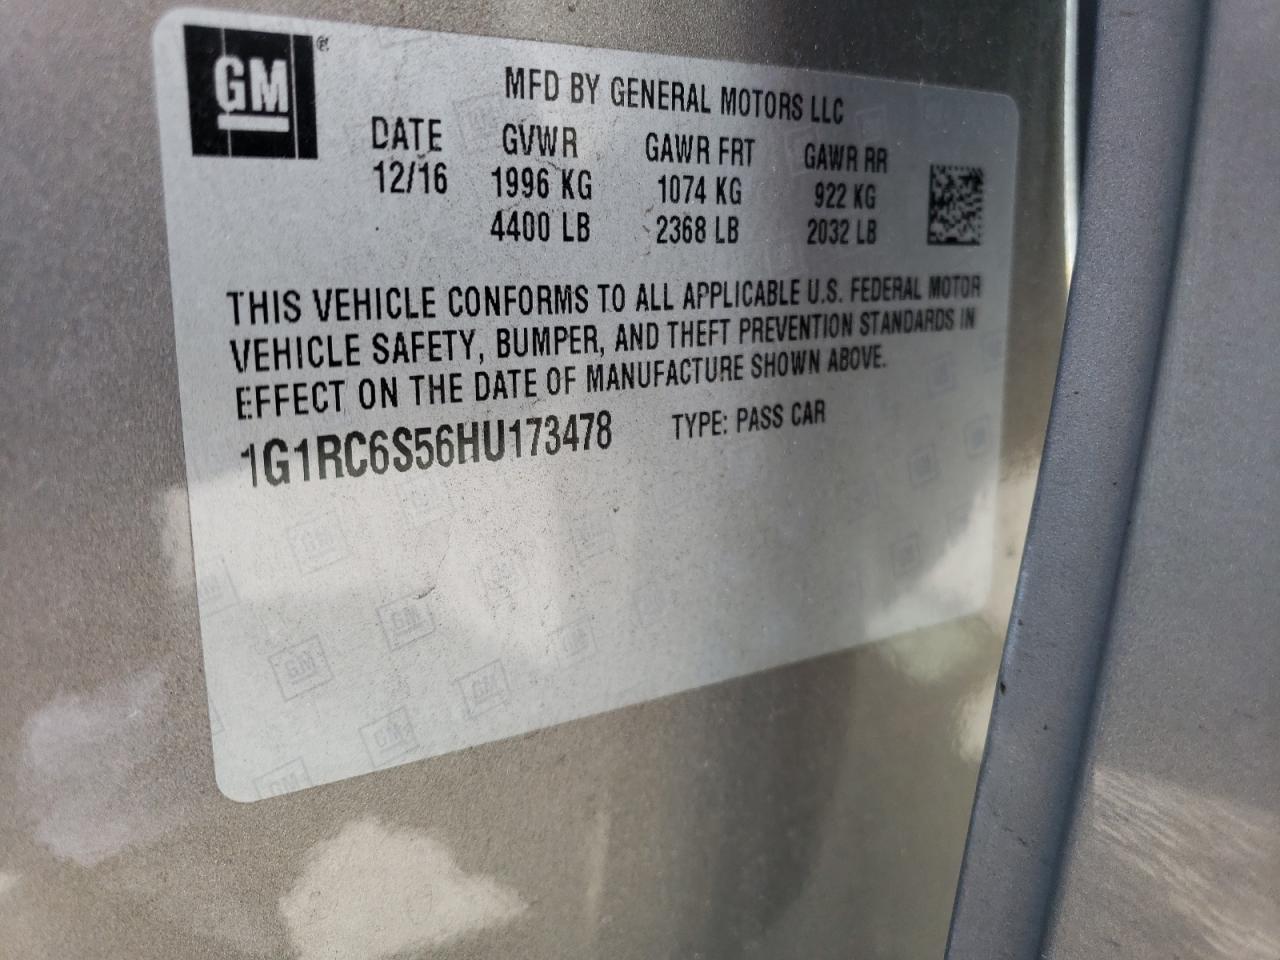 GM®
MFD BY GENERAL MOTORS LLC
DATE GVWR GAWR FRT GAWR RR
12/16 1996 KG 1074 KG 922 KG
4400 LB 2368 LB 2032 LB
THIS VEHICLE CONFORMS TO ALL APPLICABLE U.S. FEDERAL MOTOR
VEHICLE SAFETY, BUMPER, AND THEFT PREVENTION STANDARDS IN
EFFECT ON THE DATE OF MANUFACTURE SHOWN ABOVE.
1G1RC6S56HU173478 TYPE: PASS CAR